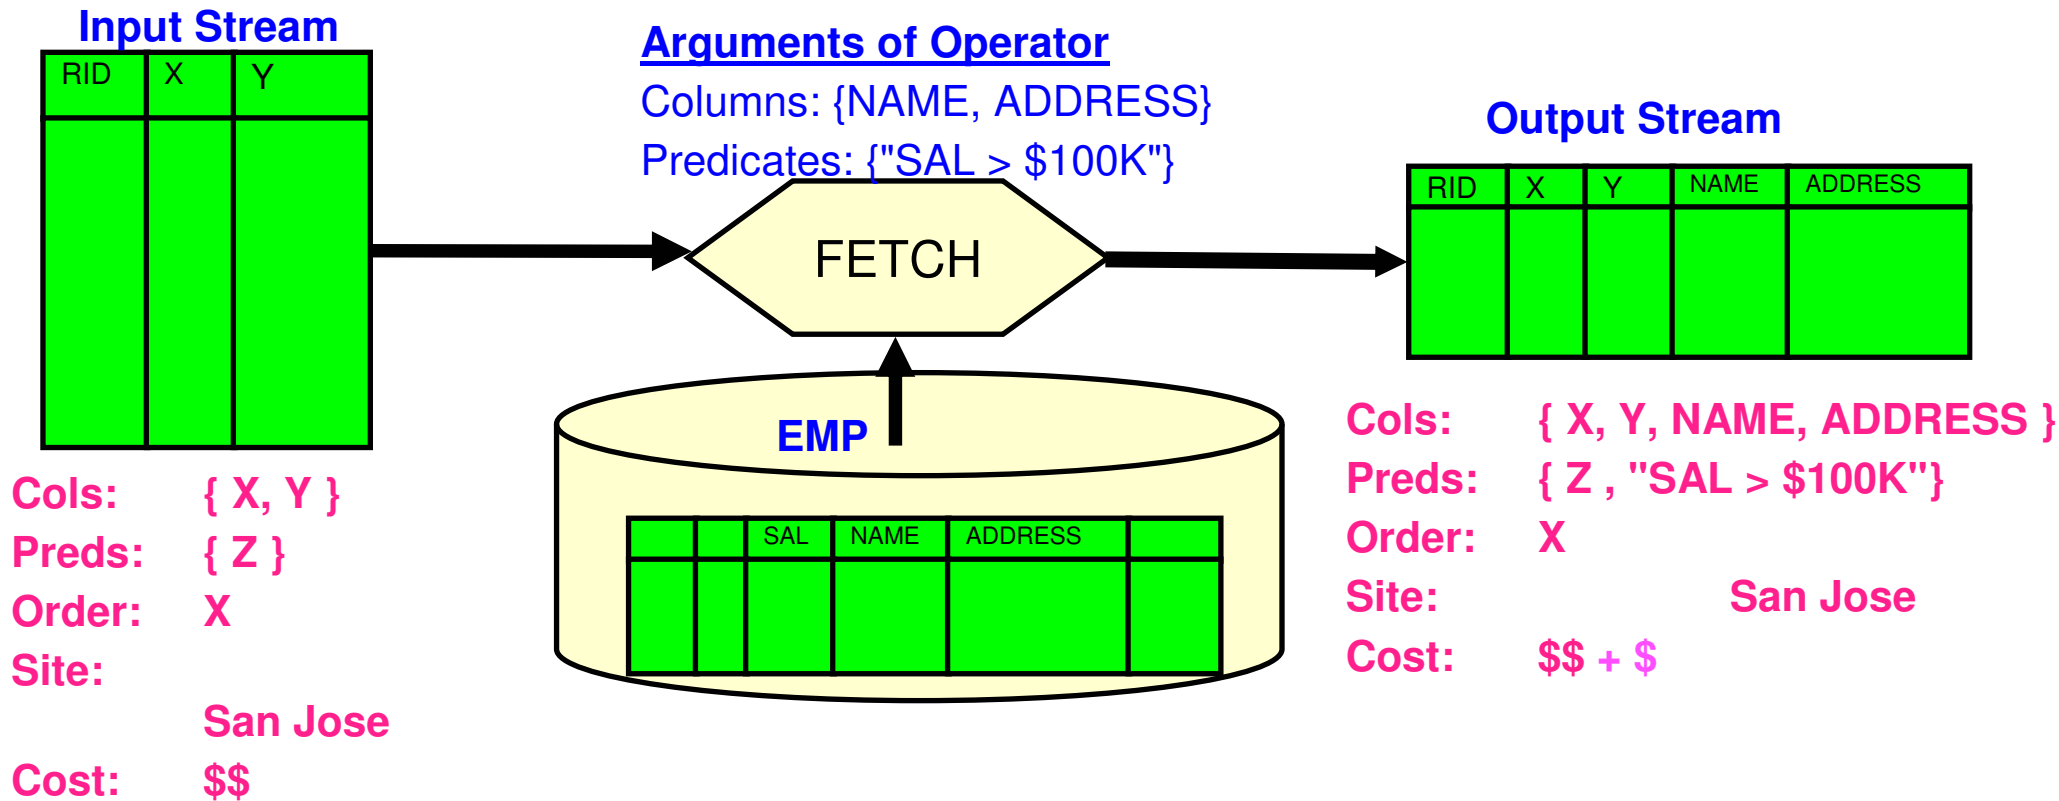 Input Stream
RID X Y
Cols: { X, Y }
Preds: { Z }
Order: X
Site:
San Jose
Cost: $$
Arguments of Operator
Columns: {NAME, ADDRESS}
Predicates: {"SAL > $100K"}
FETCH
EMP
SAL NAME ADDRESS
Output Stream
RID X Y NAME ADDRESS
Cols: { X, Y, NAME, ADDRESS }
Preds: { Z , "SAL > $100K"}
Order: X
Site: San Jose
Cost: $$ + $